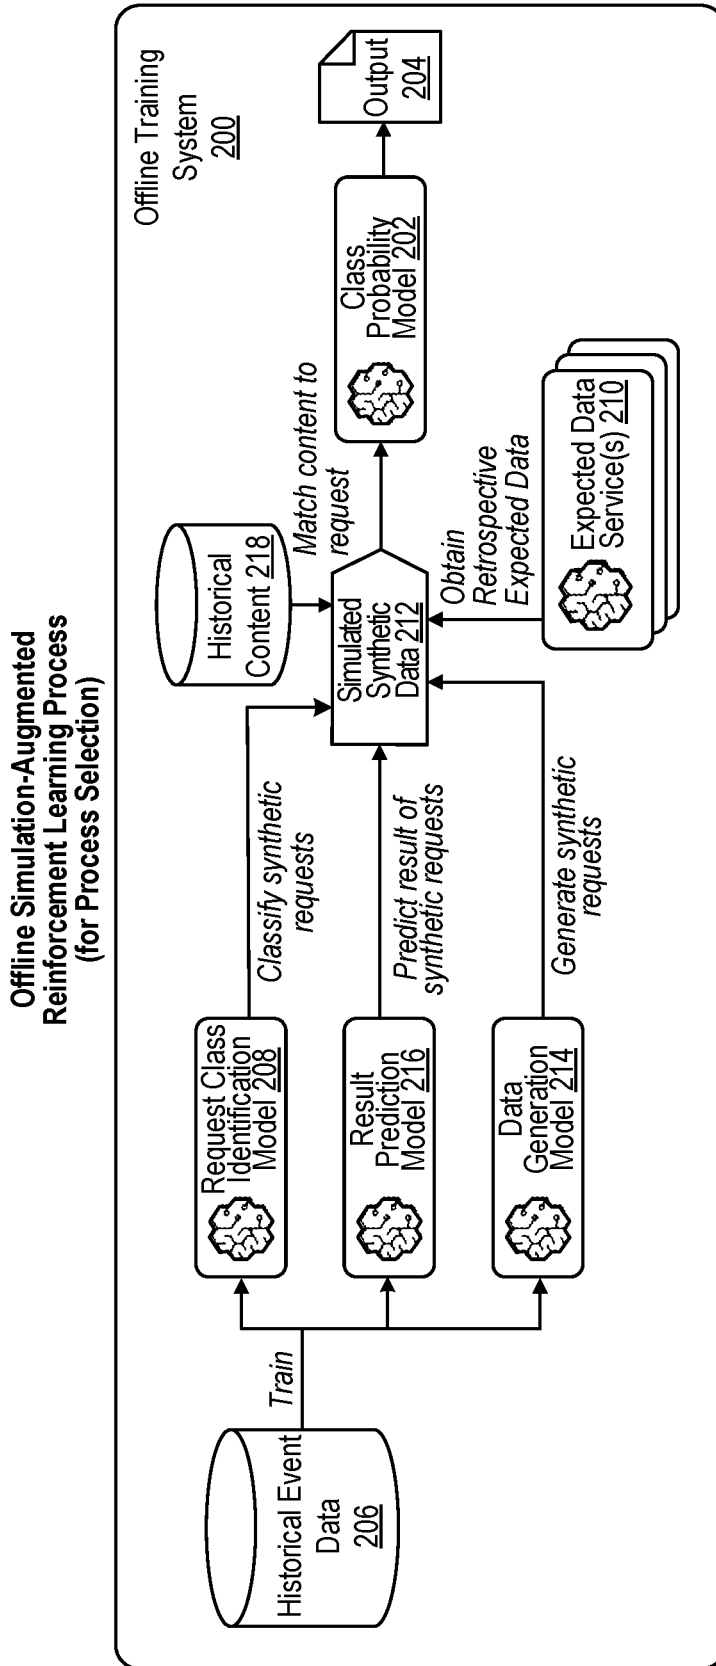 Offline Simulation-Augmented
Reinforcement Learning Process
(for Process Selection)
Offline Training
System
200
Historical Event
Data
206
Train
Request Class
Identification
Model 208
Result
Prediction
Model 216
Data
Generation
Model 214
Classify synthetic
requests
Predict result of
synthetic requests
Generate synthetic
requests
Historical
Content 218
Simulated
Synthetic
Data 212
Match content to
request
Obtain
Retrospective
Expected Data
Expected Data
Service(s) 210
Class
Probability
Model 202
Output
204